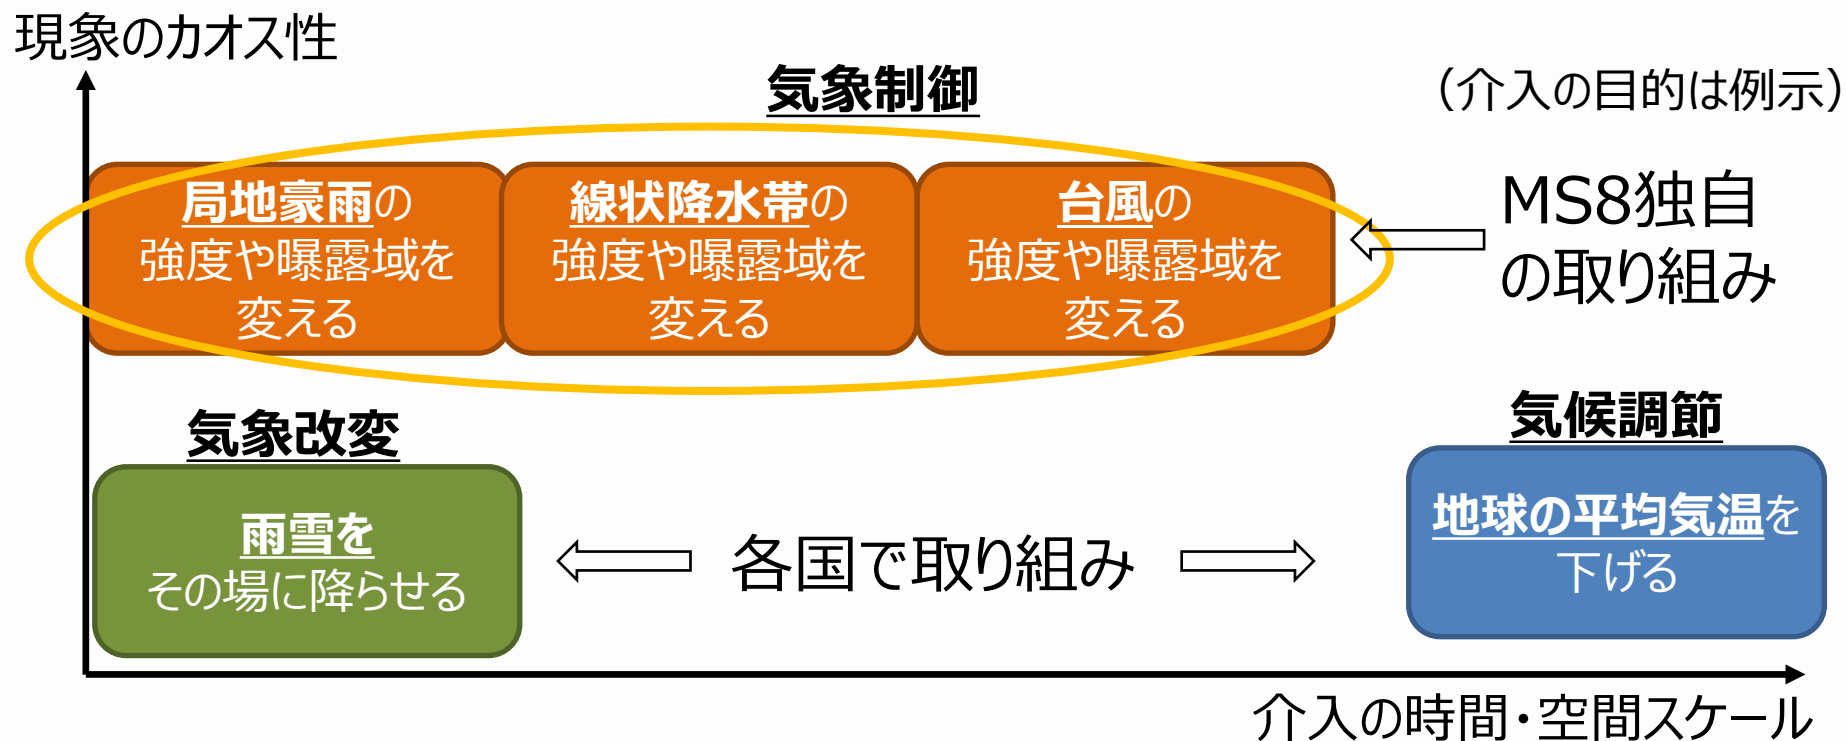 現象のカオス性
気象制御
（介入の目的は例示）
局地豪雨の
強度や曝露域を
変える
線状降水帯の
強度や曝露域を
変える
台風の
強度や曝露域を
変える
MS8独自
の取り組み
気象改変
雨雪を
その場に降らせる
各国で取り組み
気候調節
地球の平均気温を
下げる
介入の時間・空間スケール